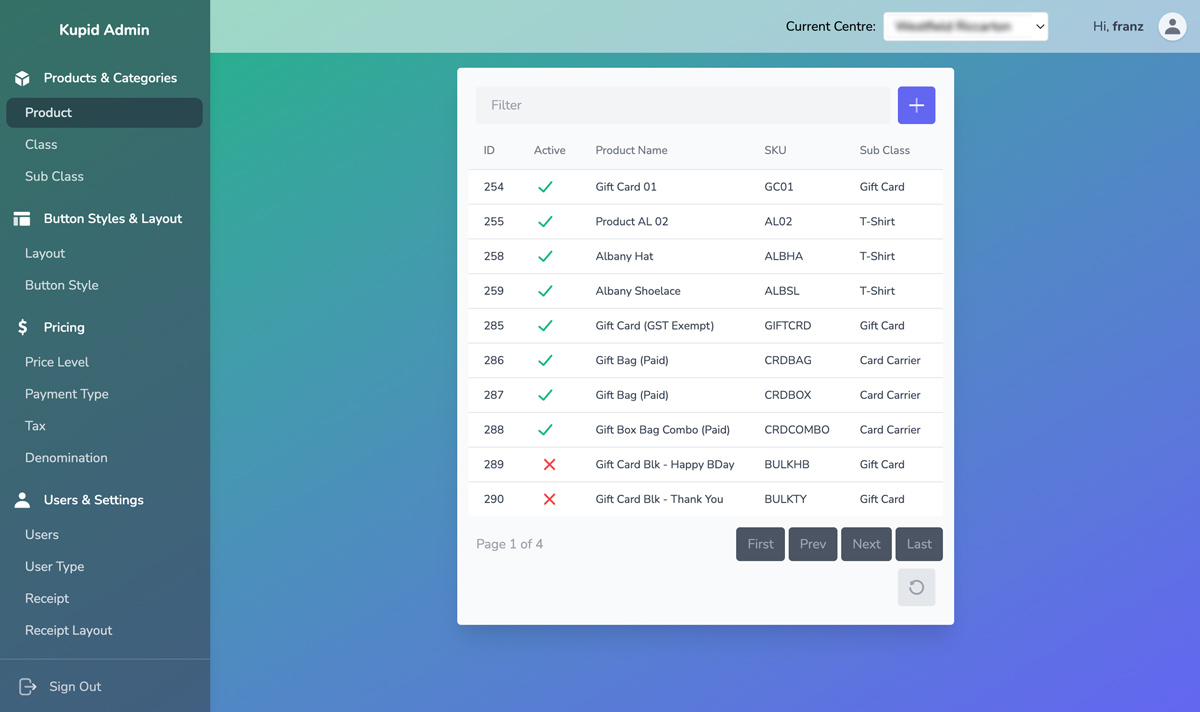 Kupid Admin
Current Centre:
Hi, franz
Products & Categories
Product
Class
Sub Class
Button Styles & Layout
Layout
Button Style
Pricing
Price Level
Payment Type
Tax
Denomination
Users & Settings
Users
User Type
Receipt
Receipt Layout
Sign Out
Filter
ID Active Product Name SKU Sub Class
254 Gift Card 01 GC01 Gift Card
255 Product AL 02 AL02 T-Shirt
258 Albany Hat ALBHA T-Shirt
259 Albany Shoelace ALBSL T-Shirt
285 Gift Card (GST Exempt) GIFTCRD Gift Card
286 Gift Bag (Paid) CRDBAG Card Carrier
287 Gift Bag (Paid) CRDBOX Card Carrier
288 Gift Box Bag Combo (Paid) CRDCOMBO Card Carrier
289 Gift Card Blk - Happy BDay BULKHB Gift Card
290 Gift Card Blk - Thank You BULKTY Gift Card
Page 1 of 4 First Prev Next Last